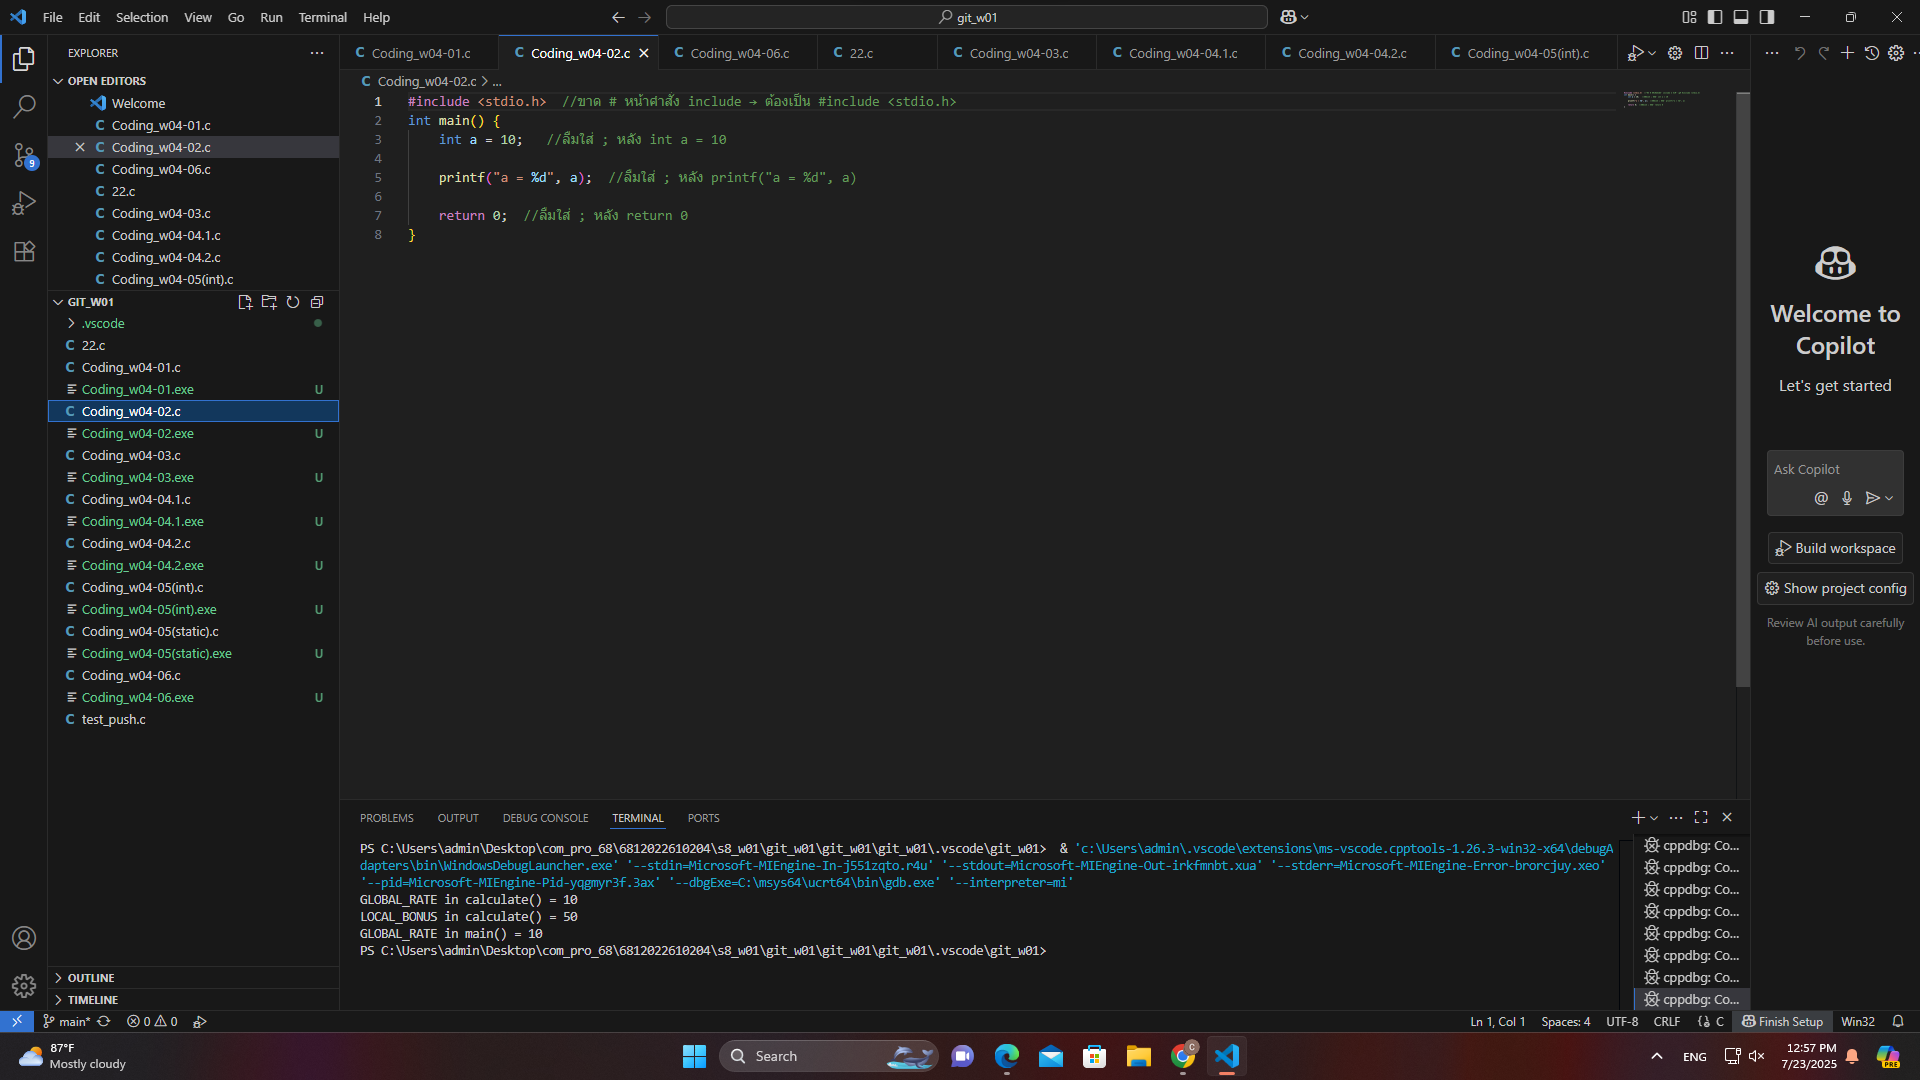 File Edit Selection View Go Run Terminal Help
git_w01
EXPLORER
OPEN EDITORS
Welcome
Coding_w04-01.c
Coding_w04-02.c
Coding_w04-06.c
22.c
Coding_w04-03.c
Coding_w04-04.1.c
Coding_w04-04.2.c
Coding_w04-05(int).c
GIT_W01
.vscode
22.c
Coding_w04-01.c
Coding_w04-01.exe U
Coding_w04-02.c
Coding_w04-02.exe U
Coding_w04-03.c
Coding_w04-03.exe U
Coding_w04-04.1.c
Coding_w04-04.1.exe U
Coding_w04-04.2.c
Coding_w04-04.2.exe U
Coding_w04-05(int).c
Coding_w04-05(int).exe U
Coding_w04-05(static).c
Coding_w04-05(static).exe U
Coding_w04-06.c
Coding_w04-06.exe U
test_push.c
OUTLINE
TIMELINE
9
C Coding_w04-01.c C Coding_w04-02.c C Coding_w04-06.c C 22.c C Coding_w04-03.c C Coding_w04-04.1.c C Coding_w04-04.2.c C Coding_w04-05(int).c
C Coding_w04-02.c > ...
1 #include <stdio.h>  //ขาด # หน้าคำสั่ง include → ต้องเป็น #include <stdio.h>
2 int main() {
3 int a = 10;   //ลืมใส่ ; หลัง int a = 10
4
5 printf("a = %d", a);  //ลืมใส่ ; หลัง printf("a = %d", a)
6
7 return 0;  //ลืมใส่ ; หลัง return 0
8 }
PROBLEMS OUTPUT DEBUG CONSOLE TERMINAL PORTS
PS C:\Users\admin\Desktop\com_pro_68\6812022610204\s8_w01\git_w01\git_w01\git_w01\.vscode\git_w01>  & 'c:\Users\admin\.vscode\extensions\ms-vscode.cpptools-1.26.3-win32-x64\debugA
dapters\bin\WindowsDebugLauncher.exe' '--stdin=Microsoft-MIEngine-In-j551zqto.r4u' '--stdout=Microsoft-MIEngine-Out-irkfmnbt.xua' '--stderr=Microsoft-MIEngine-Error-brorcjuy.xeo'
'--pid=Microsoft-MIEngine-Pid-yqgmyr3f.3ax' '--dbgExe=C:\msys64\ucrt64\bin\gdb.exe' '--interpreter=mi'
GLOBAL_RATE in calculate() = 10
LOCAL_BONUS in calculate() = 50
GLOBAL_RATE in main() = 10
PS C:\Users\admin\Desktop\com_pro_68\6812022610204\s8_w01\git_w01\git_w01\git_w01\.vscode\git_w01>
cppdbg: Co...
cppdbg: Co...
cppdbg: Co...
cppdbg: Co...
cppdbg: Co...
cppdbg: Co...
cppdbg: Co...
cppdbg: Co...
Welcome to
Copilot
Let's get started
Ask Copilot
Build workspace
Show project config
Review AI output carefully
before use.
main* 0 0
Ln 1, Col 1 Spaces: 4 UTF-8 CRLF {} C Finish Setup Win32
87°F
Mostly cloudy
Search
ENG
12:57 PM
7/23/2025